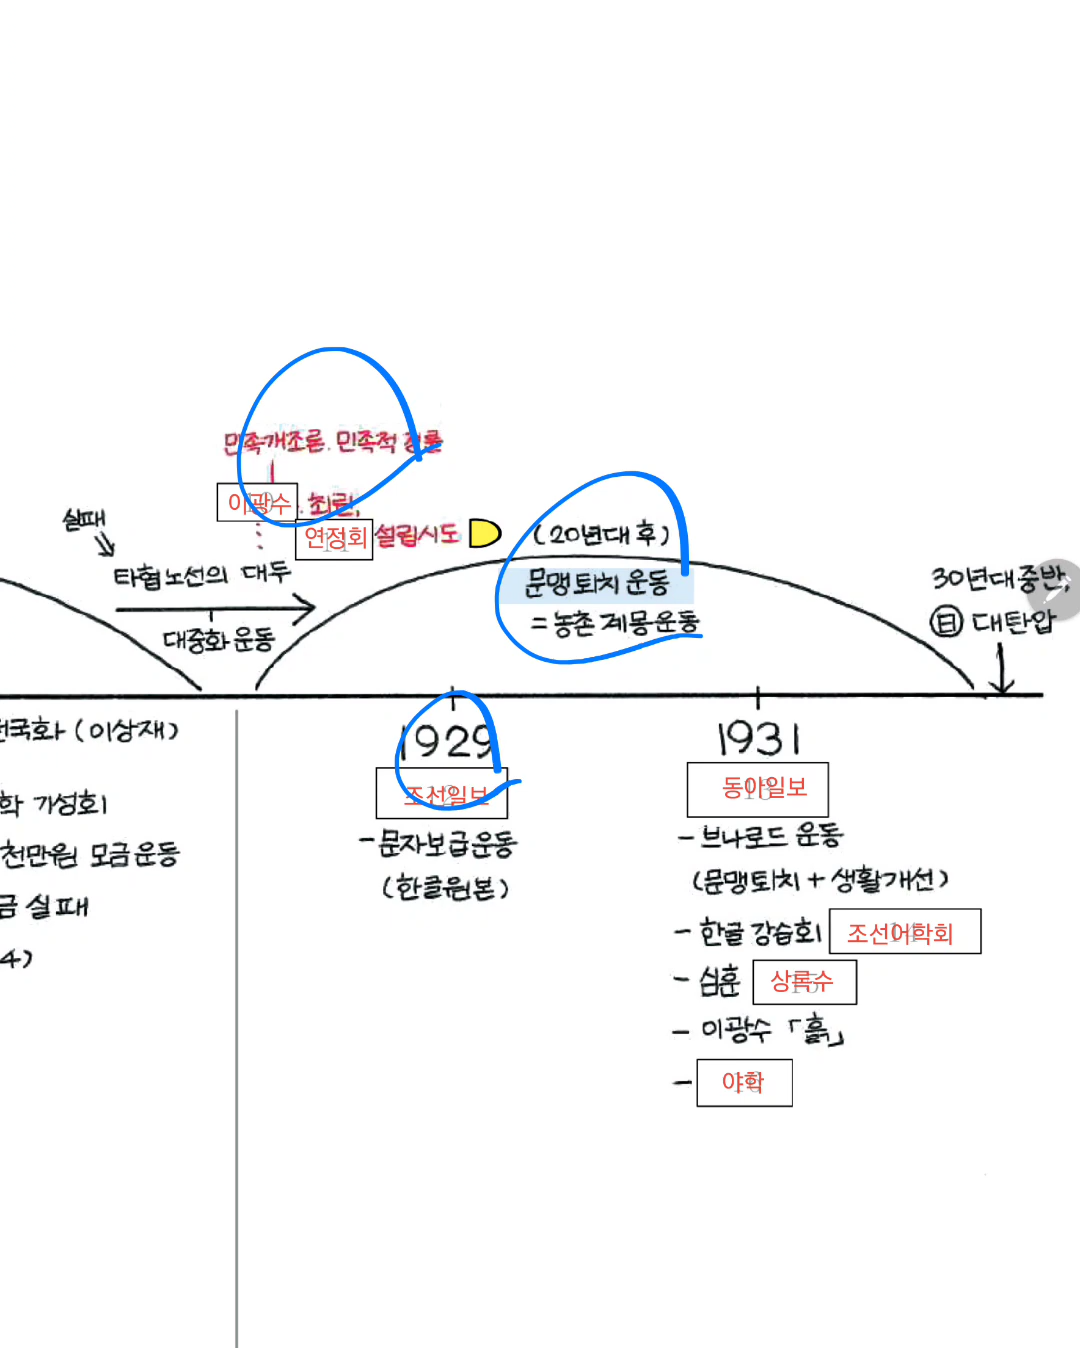 민족개조론. 민족적 경륜
이광수 . 최린,
연정회 설립시도
실패
타협노선의 대두
대중화 운동
(20년대 후)
문맹퇴치 운동
= 농촌 계몽운동
30년대 중반,
日 대탄압
전국화 (이상재)
학 기성회
천만원 모금운동
금 실패
4)
1929
조선일보
- 문자보급운동
(한글원본)
1931
동아일보
- 브나로드 운동
(문맹퇴치 + 생활개선)
- 한글 강습회 조선어학회
- 심훈 상록수
- 이광수 「흙」
- 야학